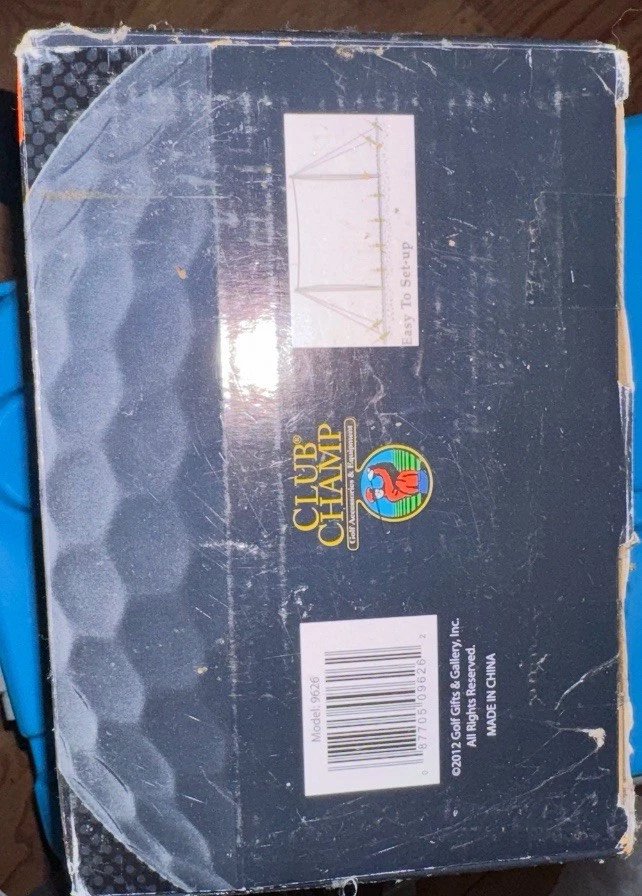 Model: 9626
0 87705 09626 2
©2012 Golf Gifts & Gallery, Inc.
All Rights Reserved.
MADE IN CHINA
CLUB®
CHAMP
Golf Accessories & Equipment
Easy To Set-up